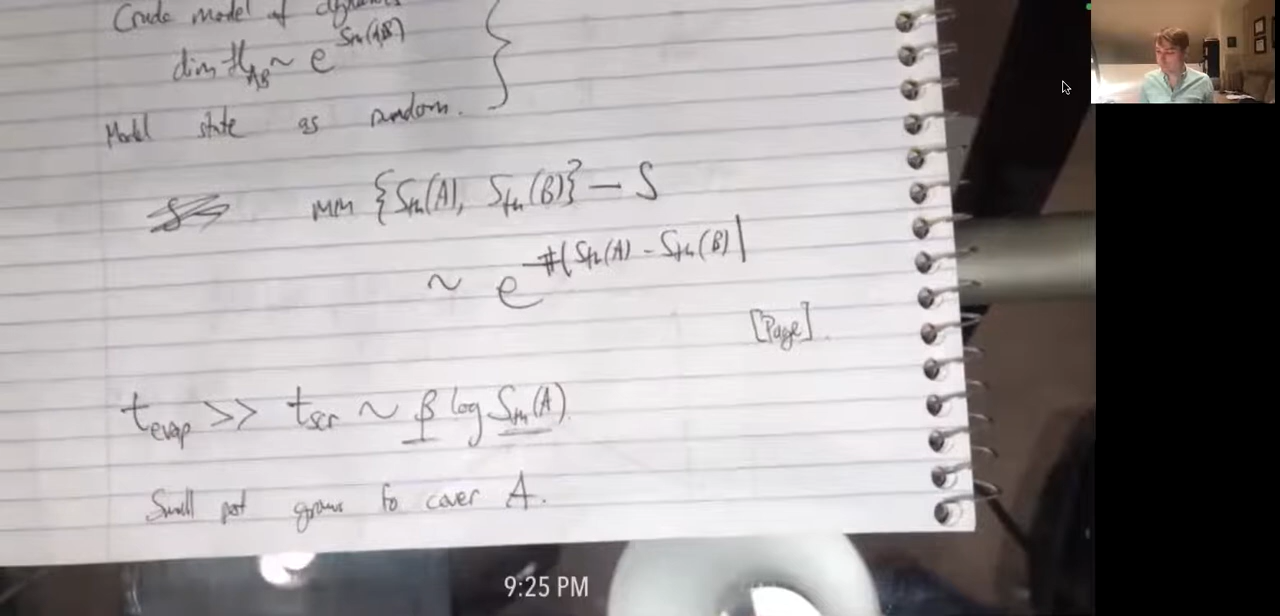 Crude model of dynamics
dim H_AB ~ e^{S_th(AB)}
Model state as random.
min {S_th(A), S_th(B)} — S
~ e^{-#|S_th(A) - S_th(B)|}
[Page].
t_evap >> t_scr ~ β log S_th(A).
Small pert grows to cover A.
9:25 PM